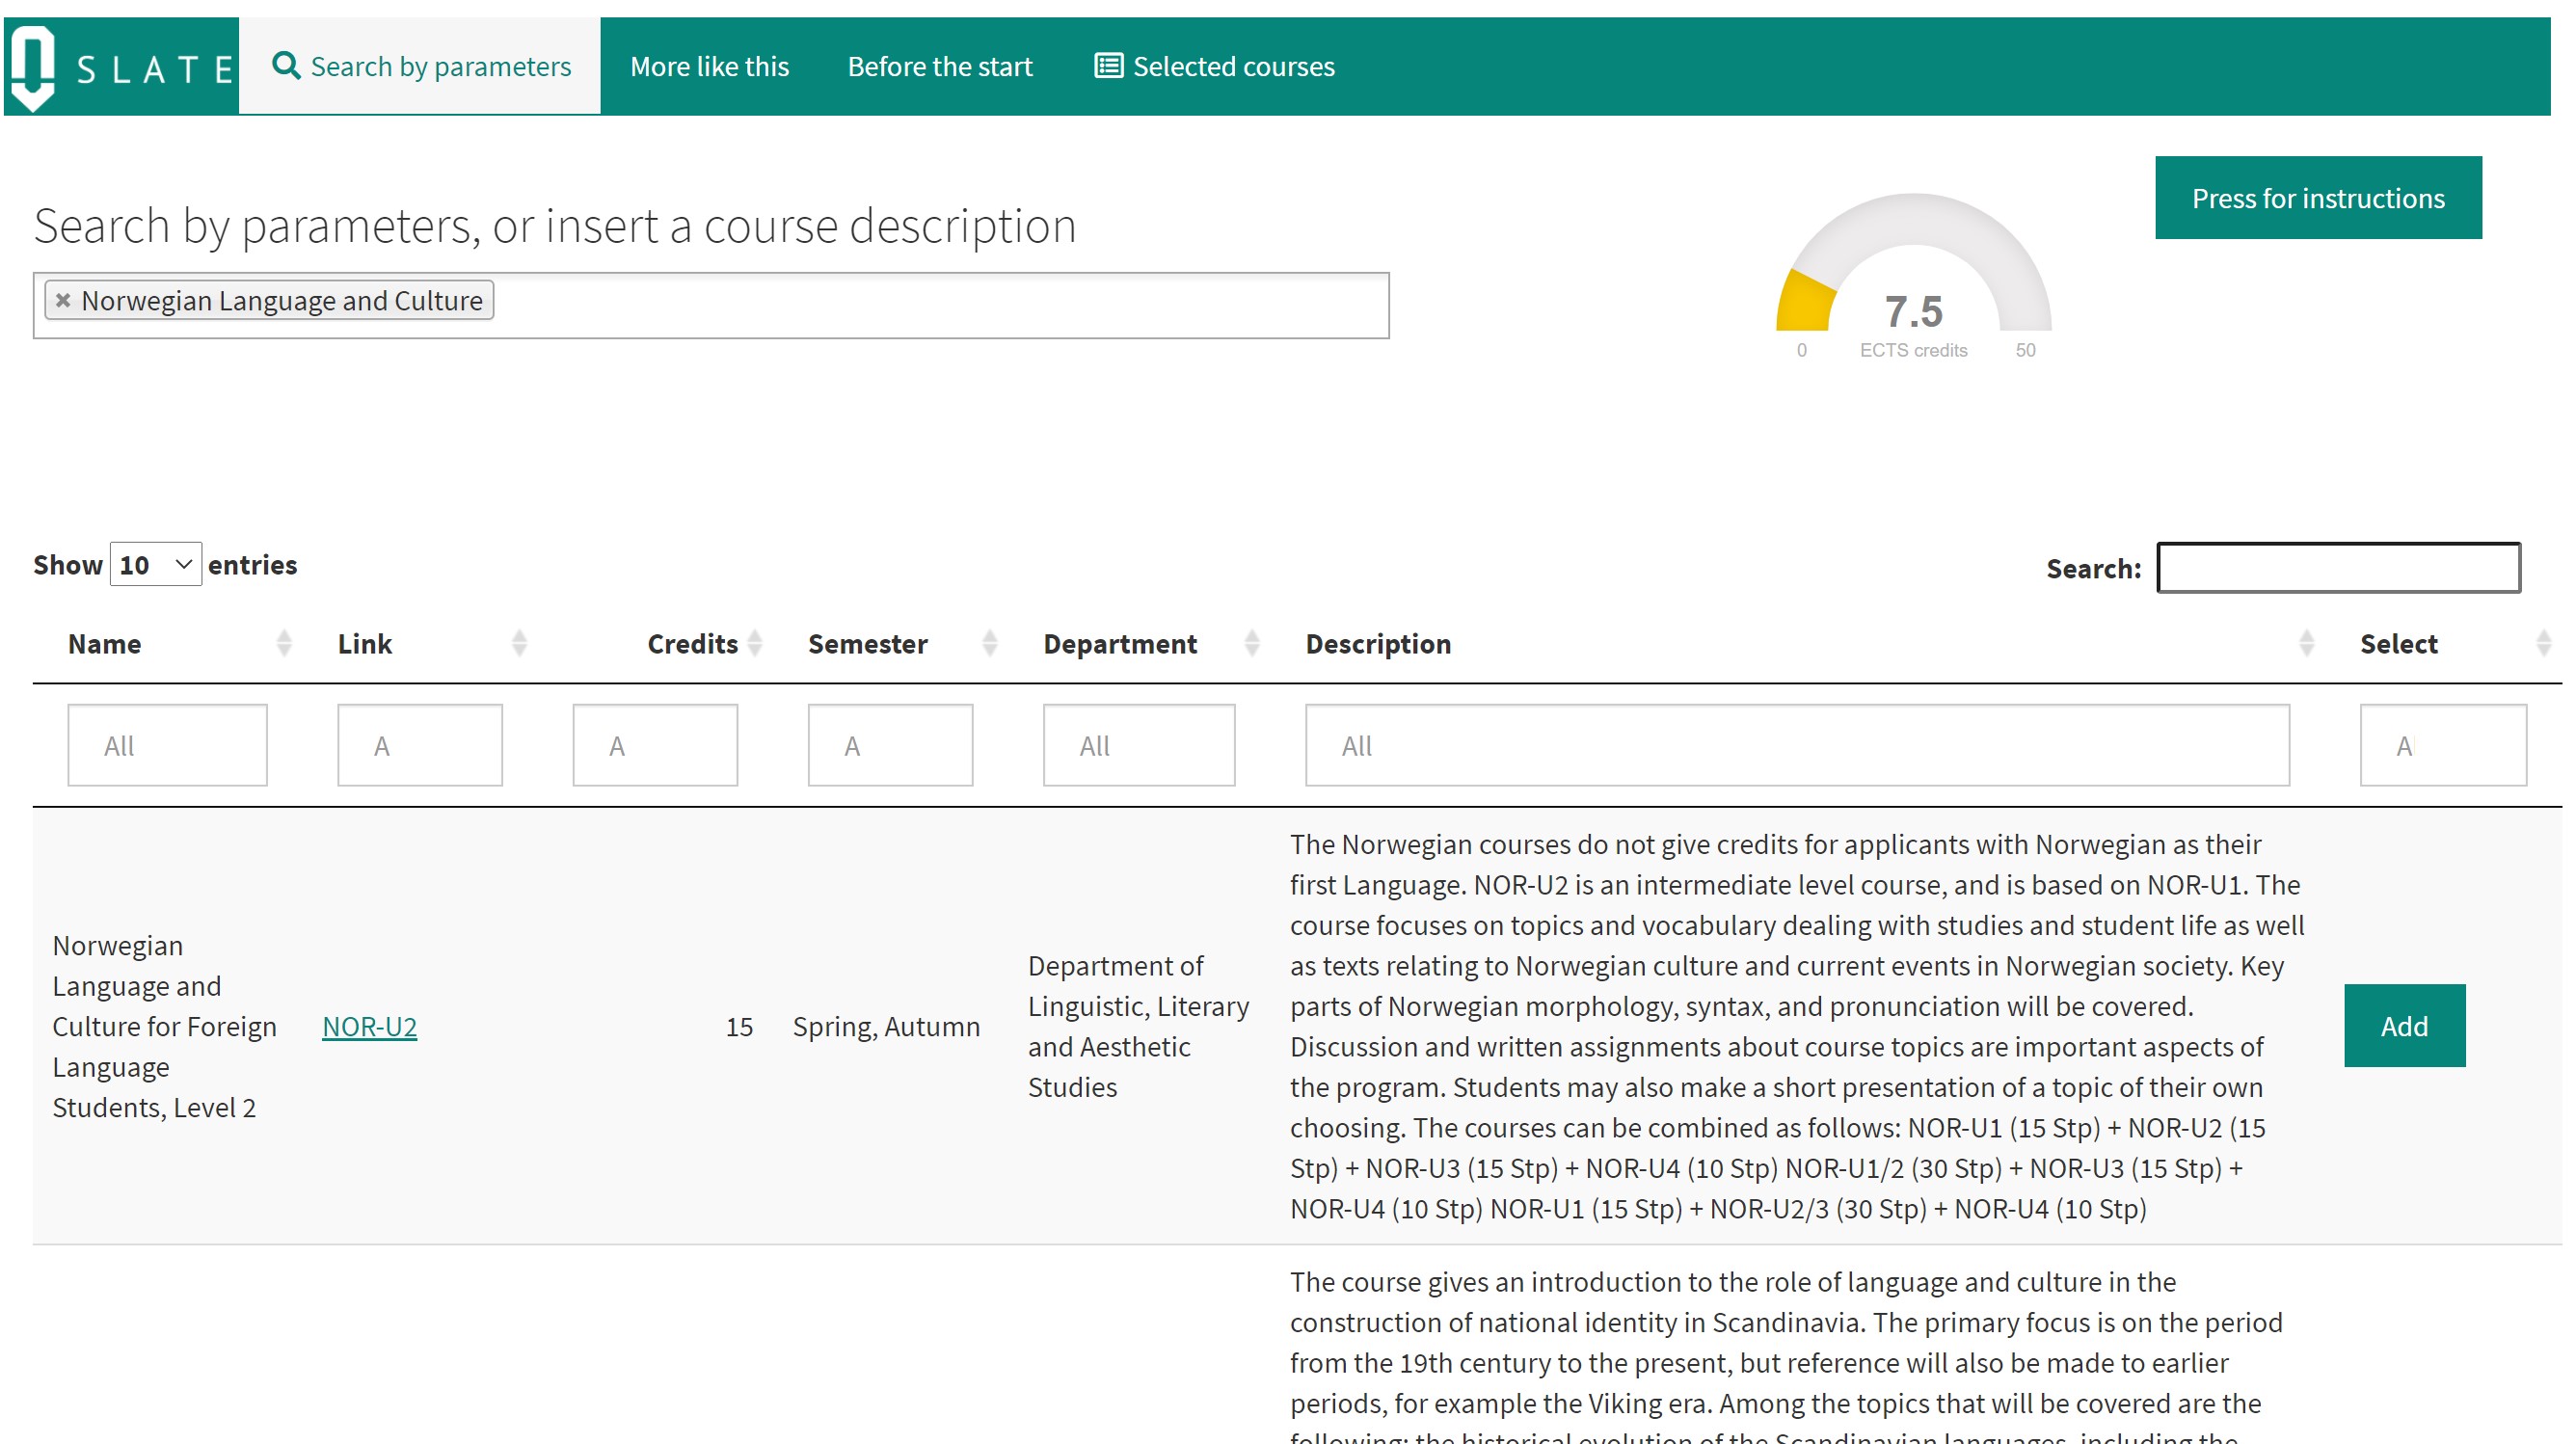 SLATE
Search by parameters
More like this
Before the start
Selected courses
Press for instructions
Search by parameters, or insert a course description
× Norwegian Language and Culture
7.5
0 ECTS credits 50
Show 10 entries
Search:
Name Link Credits Semester Department Description Select
All A A A All All A
Norwegian
Language and
Culture for Foreign
Language
Students, Level 2
NOR-U2
15
Spring, Autumn
Department of
Linguistic, Literary
and Aesthetic
Studies
The Norwegian courses do not give credits for applicants with Norwegian as their
first Language. NOR-U2 is an intermediate level course, and is based on NOR-U1. The
course focuses on topics and vocabulary dealing with studies and student life as well
as texts relating to Norwegian culture and current events in Norwegian society. Key
parts of Norwegian morphology, syntax, and pronunciation will be covered.
Discussion and written assignments about course topics are important aspects of
the program. Students may also make a short presentation of a topic of their own
choosing. The courses can be combined as follows: NOR-U1 (15 Stp) + NOR-U2 (15
Stp) + NOR-U3 (15 Stp) + NOR-U4 (10 Stp) NOR-U1/2 (30 Stp) + NOR-U3 (15 Stp) +
NOR-U4 (10 Stp) NOR-U1 (15 Stp) + NOR-U2/3 (30 Stp) + NOR-U4 (10 Stp)
Add
The course gives an introduction to the role of language and culture in the
construction of national identity in Scandinavia. The primary focus is on the period
from the 19th century to the present, but reference will also be made to earlier
periods, for example the Viking era. Among the topics that will be covered are the
following: the historical evolution of the Scandinavian languages, including the